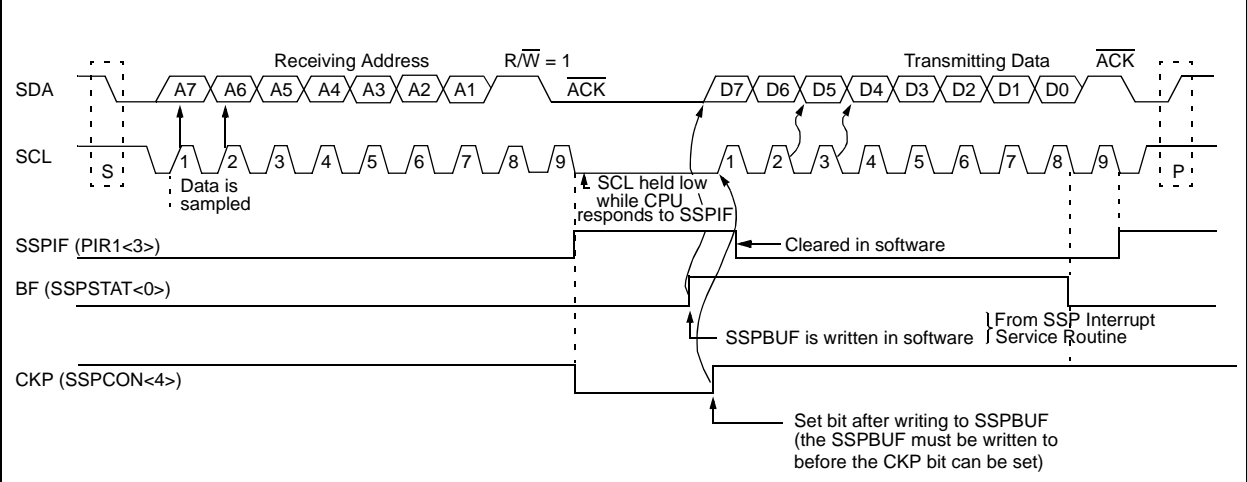 Receiving Address R/W = 1 Transmitting Data ACK
SDA A7 A6 A5 A4 A3 A2 A1 ACK D7 D6 D5 D4 D3 D2 D1 D0
SCL S 1 2 3 4 5 6 7 8 9 1 2 3 4 5 6 7 8 9 P
Data is
sampled
SCL held low
while CPU
responds to SSPIF
SSPIF (PIR1<3>)
Cleared in software
BF (SSPSTAT<0>)
SSPBUF is written in software
From SSP Interrupt
Service Routine
CKP (SSPCON<4>)
Set bit after writing to SSPBUF
(the SSPBUF must be written to
before the CKP bit can be set)